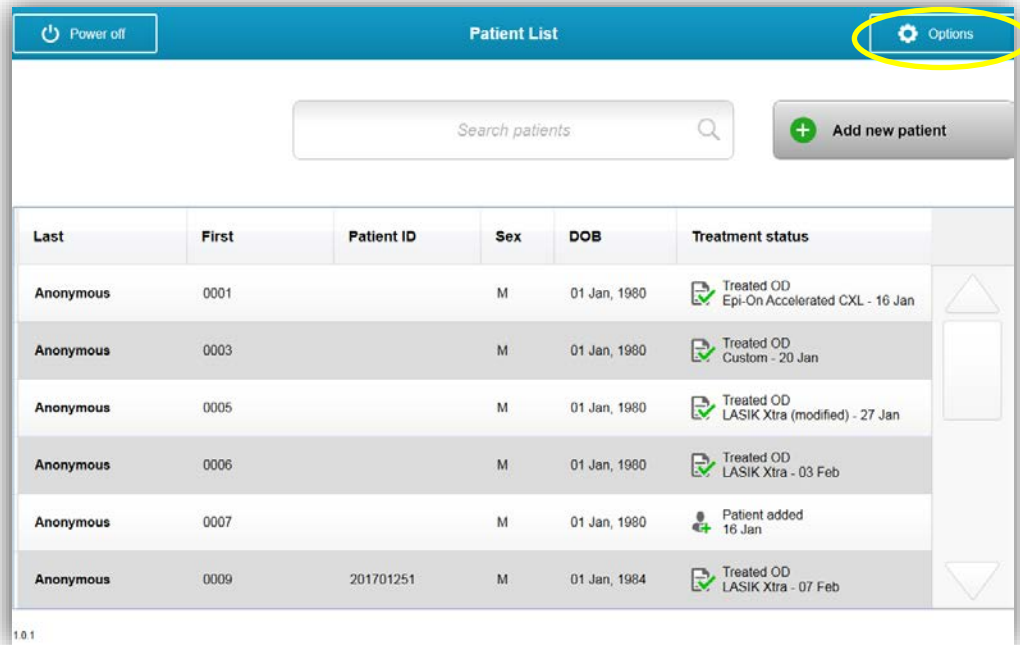 Power off Patient List Options
Search patients Add new patient
Last First Patient ID Sex DOB Treatment status
Anonymous 0001 M 01 Jan, 1980 Treated OD
Epi-On Accelerated CXL - 16 Jan
Anonymous 0003 M 01 Jan, 1980 Treated OD
Custom - 20 Jan
Anonymous 0005 M 01 Jan, 1980 Treated OD
LASIK Xtra (modified) - 27 Jan
Anonymous 0006 M 01 Jan, 1980 Treated OD
LASIK Xtra - 03 Feb
Anonymous 0007 M 01 Jan, 1980 Patient added
16 Jan
Anonymous 0009 201701251 M 01 Jan, 1984 Treated OD
LASIK Xtra - 07 Feb
1.0.1